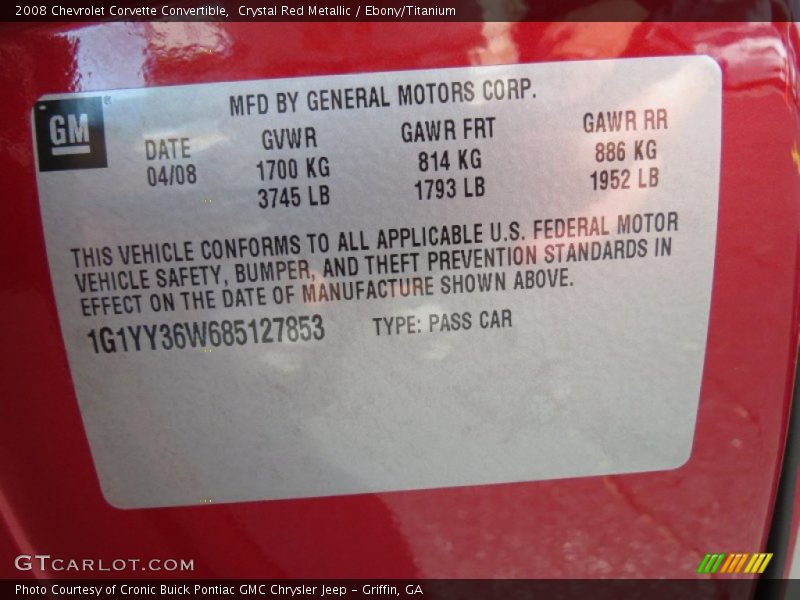 2008 Chevrolet Corvette Convertible,  Crystal Red Metallic / Ebony/Titanium
GM
MFD BY GENERAL MOTORS CORP.
DATE GVWR GAWR FRT GAWR RR
04/08 1700 KG 814 KG 886 KG
3745 LB 1793 LB 1952 LB
THIS VEHICLE CONFORMS TO ALL APPLICABLE U.S. FEDERAL MOTOR
VEHICLE SAFETY, BUMPER, AND THEFT PREVENTION STANDARDS IN
EFFECT ON THE DATE OF MANUFACTURE SHOWN ABOVE.
1G1YY36W685127853 TYPE: PASS CAR
GTCARLOT.COM
Photo Courtesy of Cronic Buick Pontiac GMC Chrysler Jeep - Griffin, GA